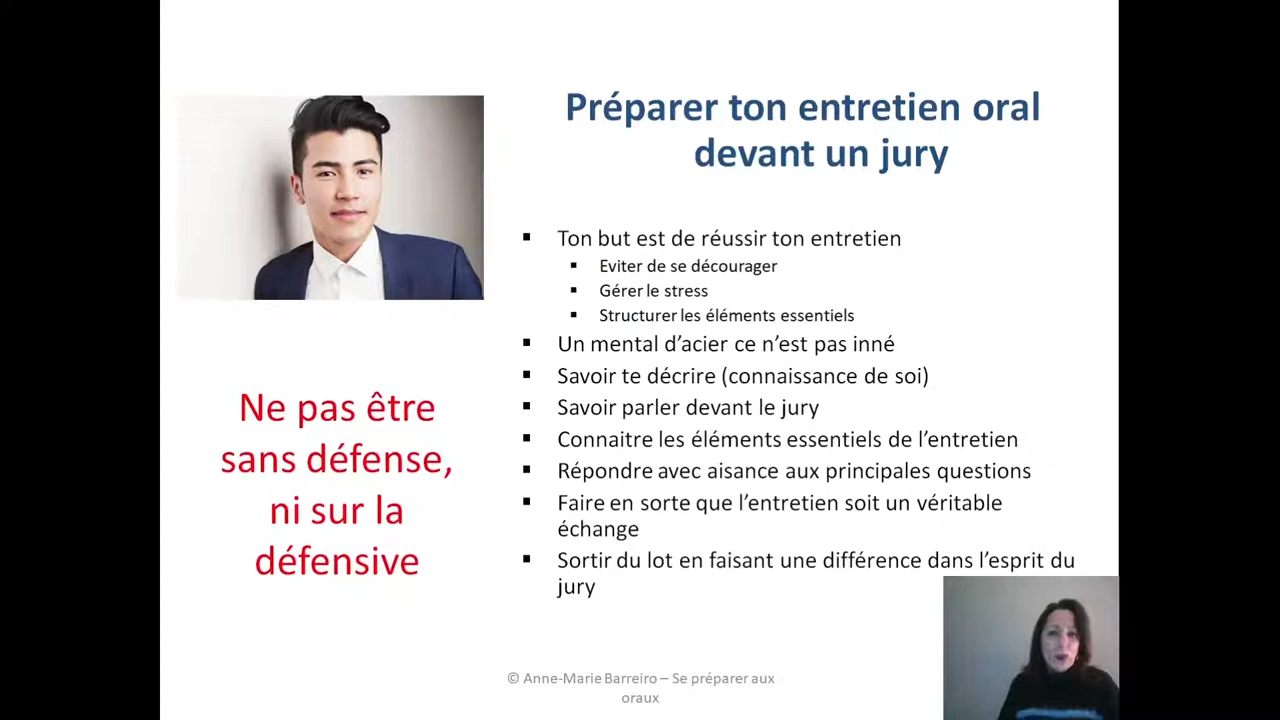 Préparer ton entretien oral
devant un jury
Ne pas être
sans défense,
ni sur la
défensive
Ton but est de réussir ton entretien
Eviter de se décourager
Gérer le stress
Structurer les éléments essentiels
Un mental d’acier ce n’est pas inné
Savoir te décrire (connaissance de soi)
Savoir parler devant le jury
Connaitre les éléments essentiels de l’entretien
Répondre avec aisance aux principales questions
Faire en sorte que l’entretien soit un véritable
échange
Sortir du lot en faisant une différence dans l’esprit du
jury
© Anne-Marie Barreiro – Se préparer aux
oraux